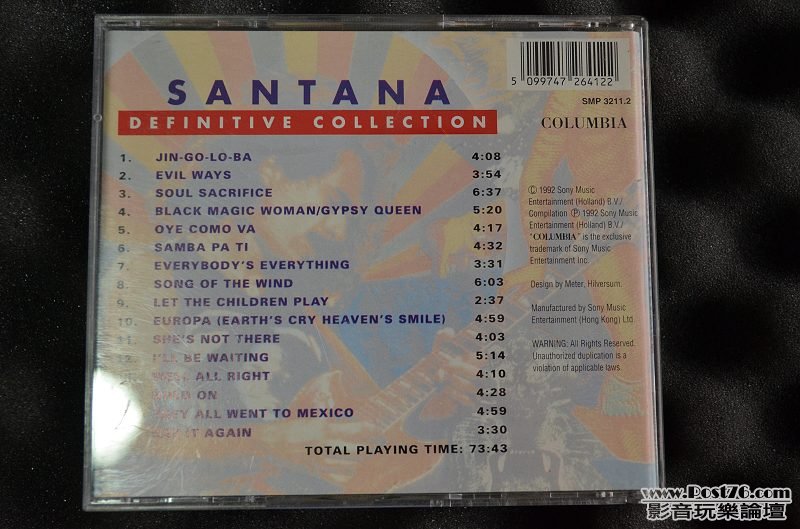 5 099747 264122
SMP 3211.2
SANTANA
DEFINITIVE COLLECTION
COLUMBIA
1. JIN-GO-LO-BA 4:08
2. EVIL WAYS 3:54
3. SOUL SACRIFICE 6:37
4. BLACK MAGIC WOMAN/GYPSY QUEEN 5:20
5. OYE COMO VA 4:17
6. SAMBA PA TI 4:32
7. EVERYBODY'S EVERYTHING 3:31
8. SONG OF THE WIND 6:03
9. LET THE CHILDREN PLAY 2:37
10. EUROPA (EARTH'S CRY HEAVEN'S SMILE) 4:59
11. SHE'S NOT THERE 4:03
12. I'LL BE WAITING 5:14
ALL RIGHT 4:10
ON 4:28
ALL WENT TO MEXICO 4:59
IT AGAIN 3:30
TOTAL PLAYING TIME: 73:43
© 1992 Sony Music
Entertainment (Holland) B.V./
Compilation ℗ 1992 Sony Music
Entertainment (Holland) B.V./
"COLUMBIA" is the exclusive
trademark of Sony Music
Entertainment Inc.
Design by Meter, Hilversum.
Manufactured by Sony Music
Entertainment (Hong Kong) Ltd.
WARNING: All Rights Reserved.
Unauthorized duplication is a
violation of applicable laws.
www.Post76.com
影音玩樂論壇